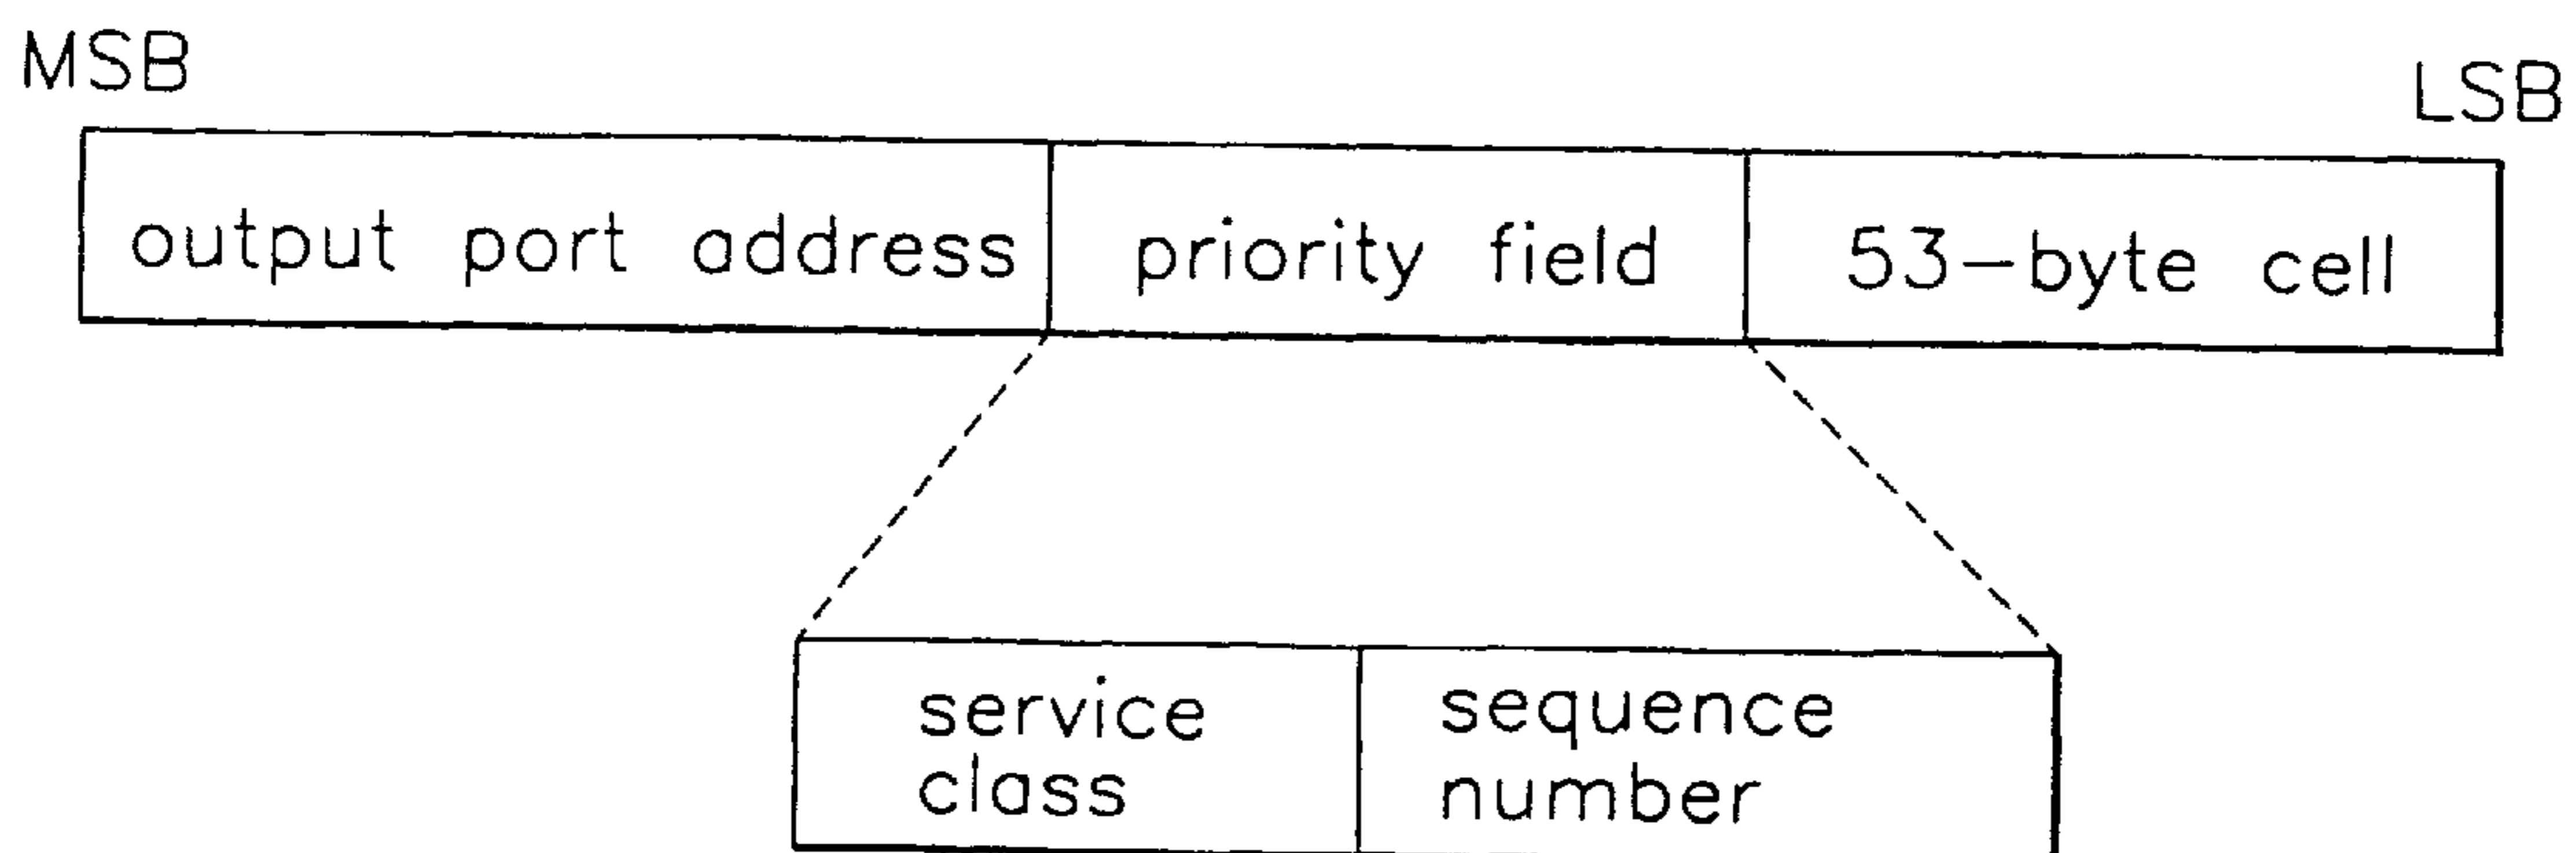 MSB
LSB
output port address
priority field
53-byte cell
service
class
sequence
number